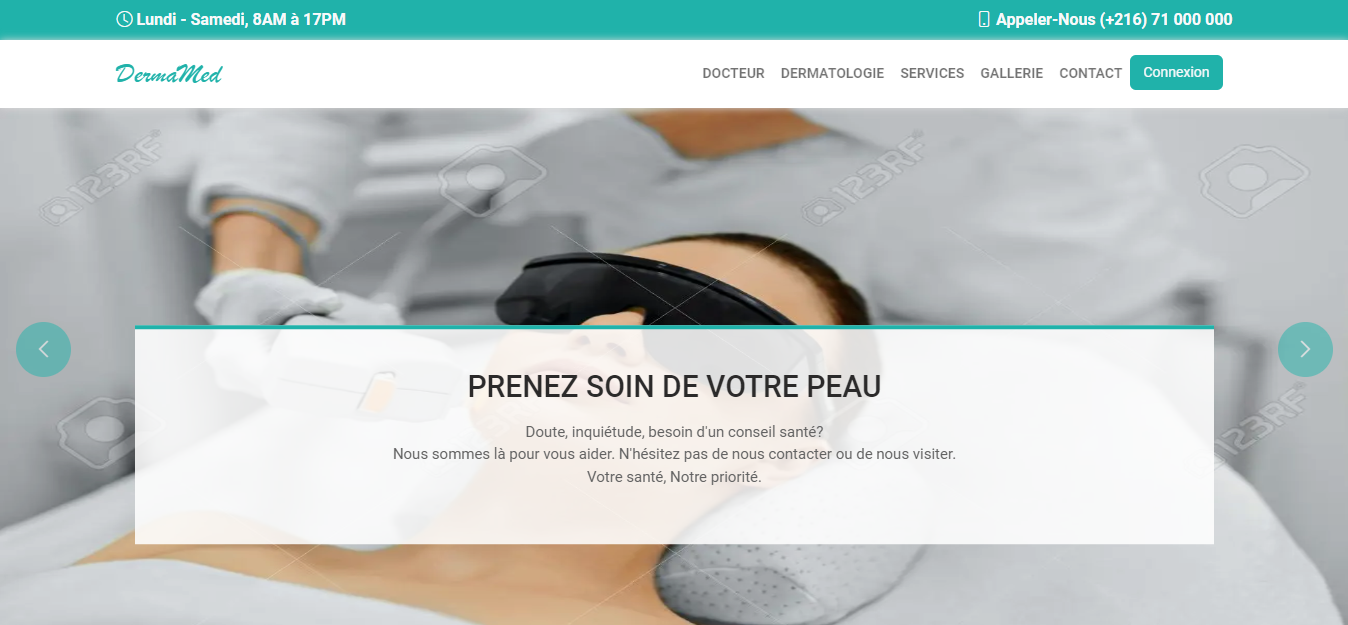 Lundi - Samedi, 8AM à 17PM
Appeler-Nous (+216) 71 000 000
DermaMed
DOCTEUR DERMATOLOGIE SERVICES GALLERIE CONTACT Connexion
123RF
123RF
PRENEZ SOIN DE VOTRE PEAU
123RF
Doute, inquiétude, besoin d'un conseil santé?
Nous sommes là pour vous aider. N'hésitez pas de nous contacter ou de nous visiter.
Votre santé, Notre priorité.